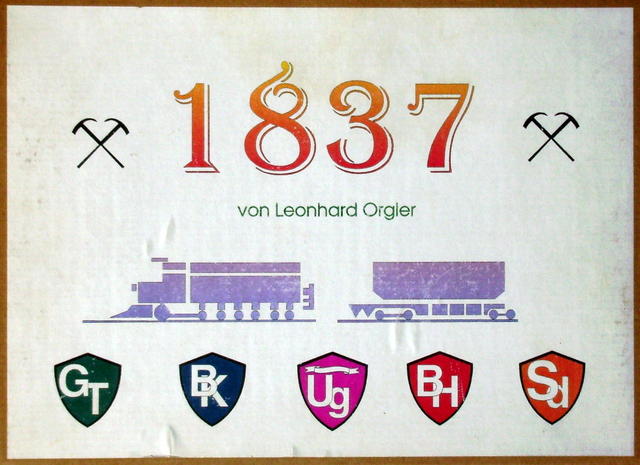 1837
von Leonhard Orgler
GT BK Ug BH Sd